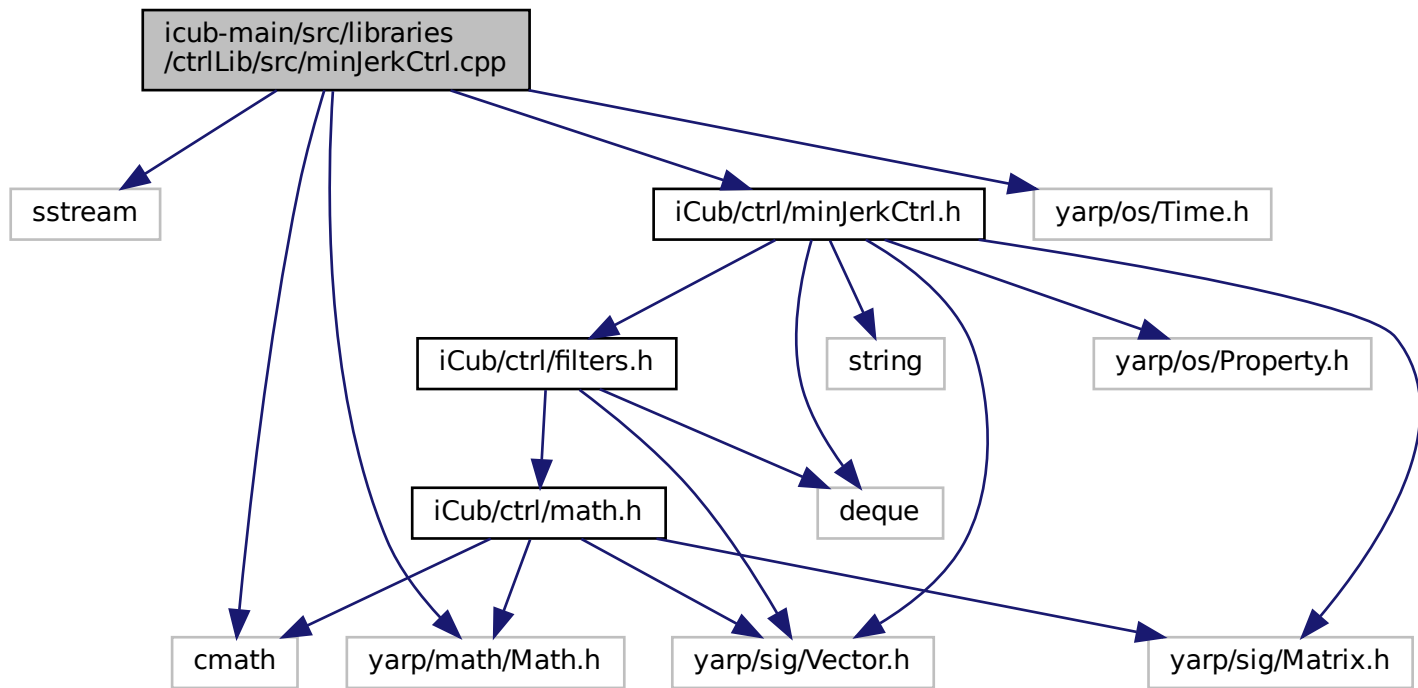 icub-main/src/libraries
/ctrlLib/src/minJerkCtrl.cpp
sstream
iCub/ctrl/minJerkCtrl.h
yarp/os/Time.h
iCub/ctrl/filters.h
string
yarp/os/Property.h
iCub/ctrl/math.h
deque
cmath
yarp/math/Math.h
yarp/sig/Vector.h
yarp/sig/Matrix.h